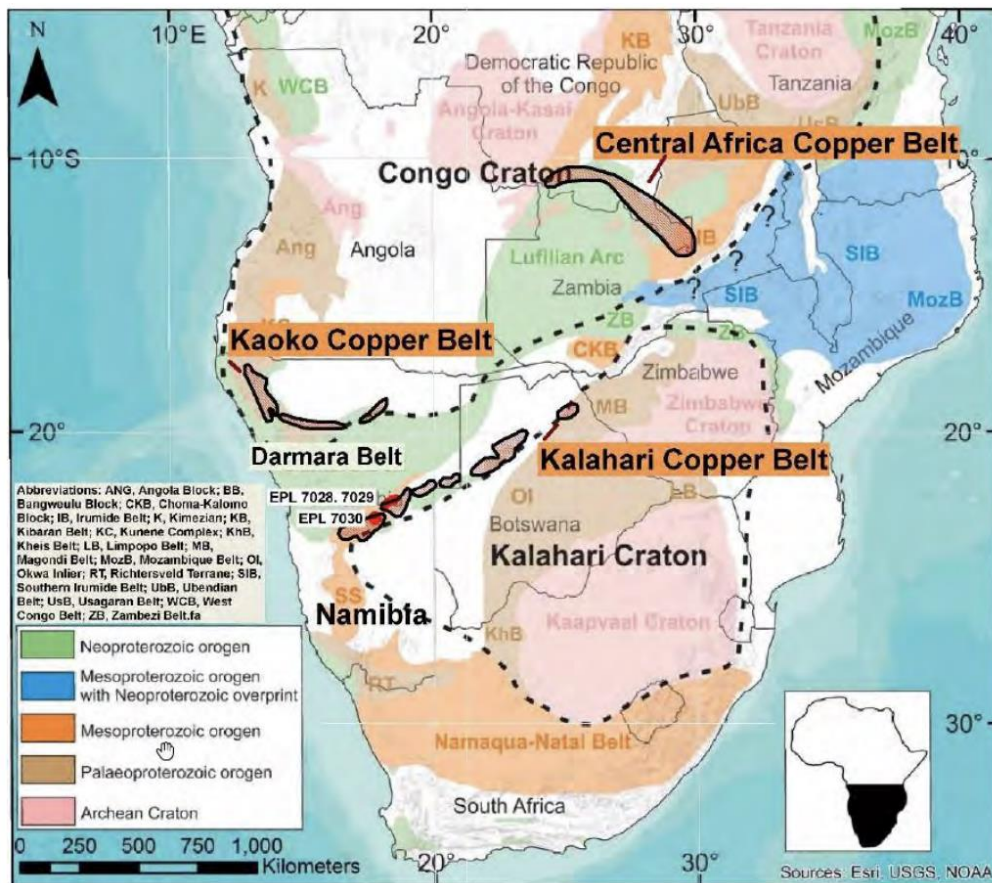 N
10°E
20°
30°
40°
KB
Tanzania
Craton
MozB
Democratic Republic
of the Congo
K
WCB
Tanzania
Angola-Kasai
Craton
UbB
UsB
Central Africa Copper Belt
10°S
Congo Craton
Ang
Ang
Angola
IB
?
Lufilian Arc
Zambia
?
?
SIB
SIB
MozB
ZB
Kaoko Copper Belt
CKB
ZB
Mozambique
Zimbabwe
Zimbabwe
Craton
MB
20°
20°
Darmara Belt
Kalahari Copper Belt
EPL 7028. 7029
EPL 7030
OI
Botswana
Kalahari Craton
Abbreviations: ANG, Angola Block; BB,
Bangweulu Block; CKB, Choma-Kalomo
Block; IB, Irumide Belt; K, Kimezian; KB,
Kibaran Belt; KC, Kunene Complex; KhB,
Kheis Belt; LB, Limpopo Belt; MB,
Magondi Belt; MozB, Mozambique Belt; OI,
Okwa Inlier; RT, Richtersveld Terrane; SIB,
Southern Irumide Belt; UbB, Ubendian
Belt; UsB, Usagaran Belt; WCB, West
Congo Belt; ZB, Zambezi Belt.fa
SS
Namibia
KhB
Kaapvaal Craton
RT
Namaqua-Natal Belt
30°
South Africa
Neoproterozoic orogen
Mesoproterozoic orogen
with Neoproterozoic overprint
Mesoproterozoic orogen
Palaeoproterozoic orogen
Archean Craton
0 250 500 750 1,000
Kilometers
20°
30°
Sources: Esri, USGS, NOAA